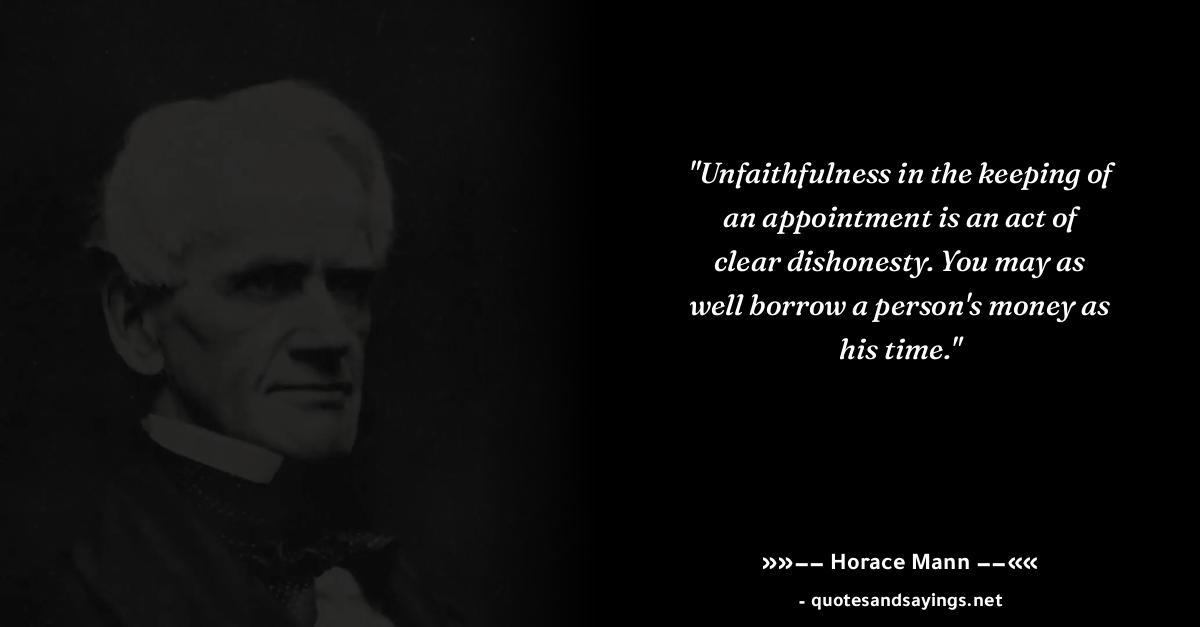 "Unfaithfulness in the keeping of
an appointment is an act of
clear dishonesty. You may as
well borrow a person's money as
his time."
»»−− Horace Mann −−««
- quotesandsayings.net